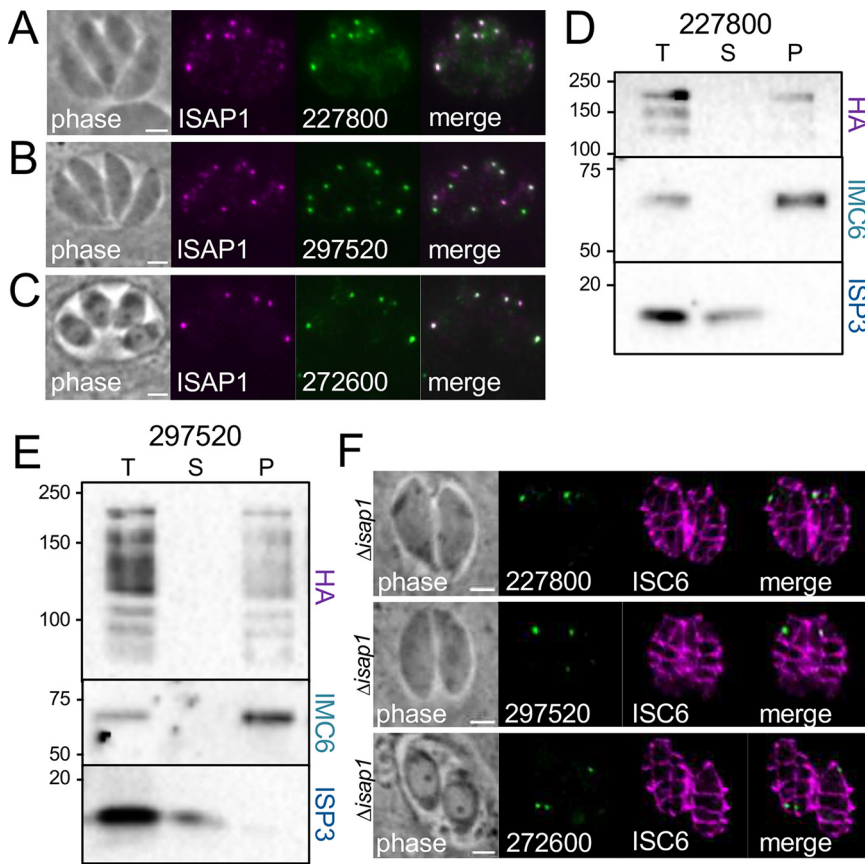 A
phase
ISAP1
227800
merge
B
phase
ISAP1
297520
merge
C
phase
ISAP1
272600
merge
D
227800
T S P
250
150
100
HA
75
50
IMC6
20
ISP3
E
297520
T S P
250
150
100
HA
75
50
IMC6
20
ISP3
F
Δisap1
phase
227800
ISC6
merge
Δisap1
phase
297520
ISC6
merge
Δisap1
phase
272600
ISC6
merge